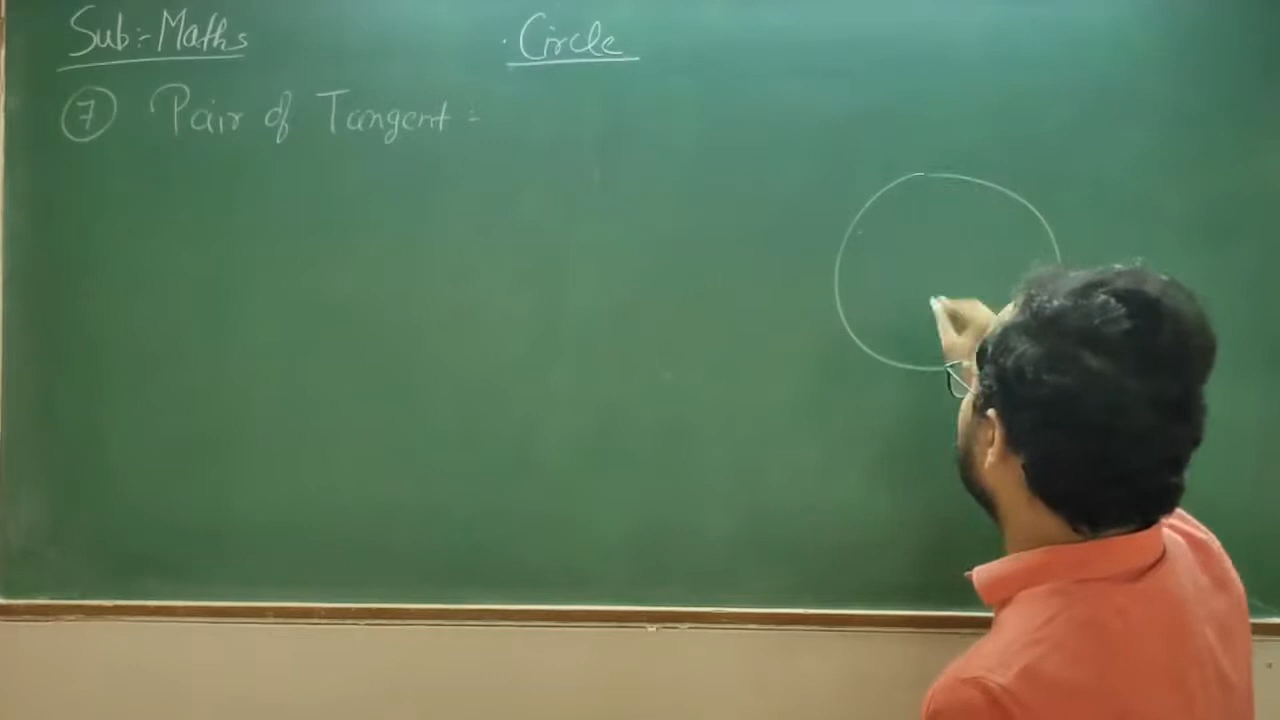 Sub:- Maths
Circle
7 Pair of Tangent :-